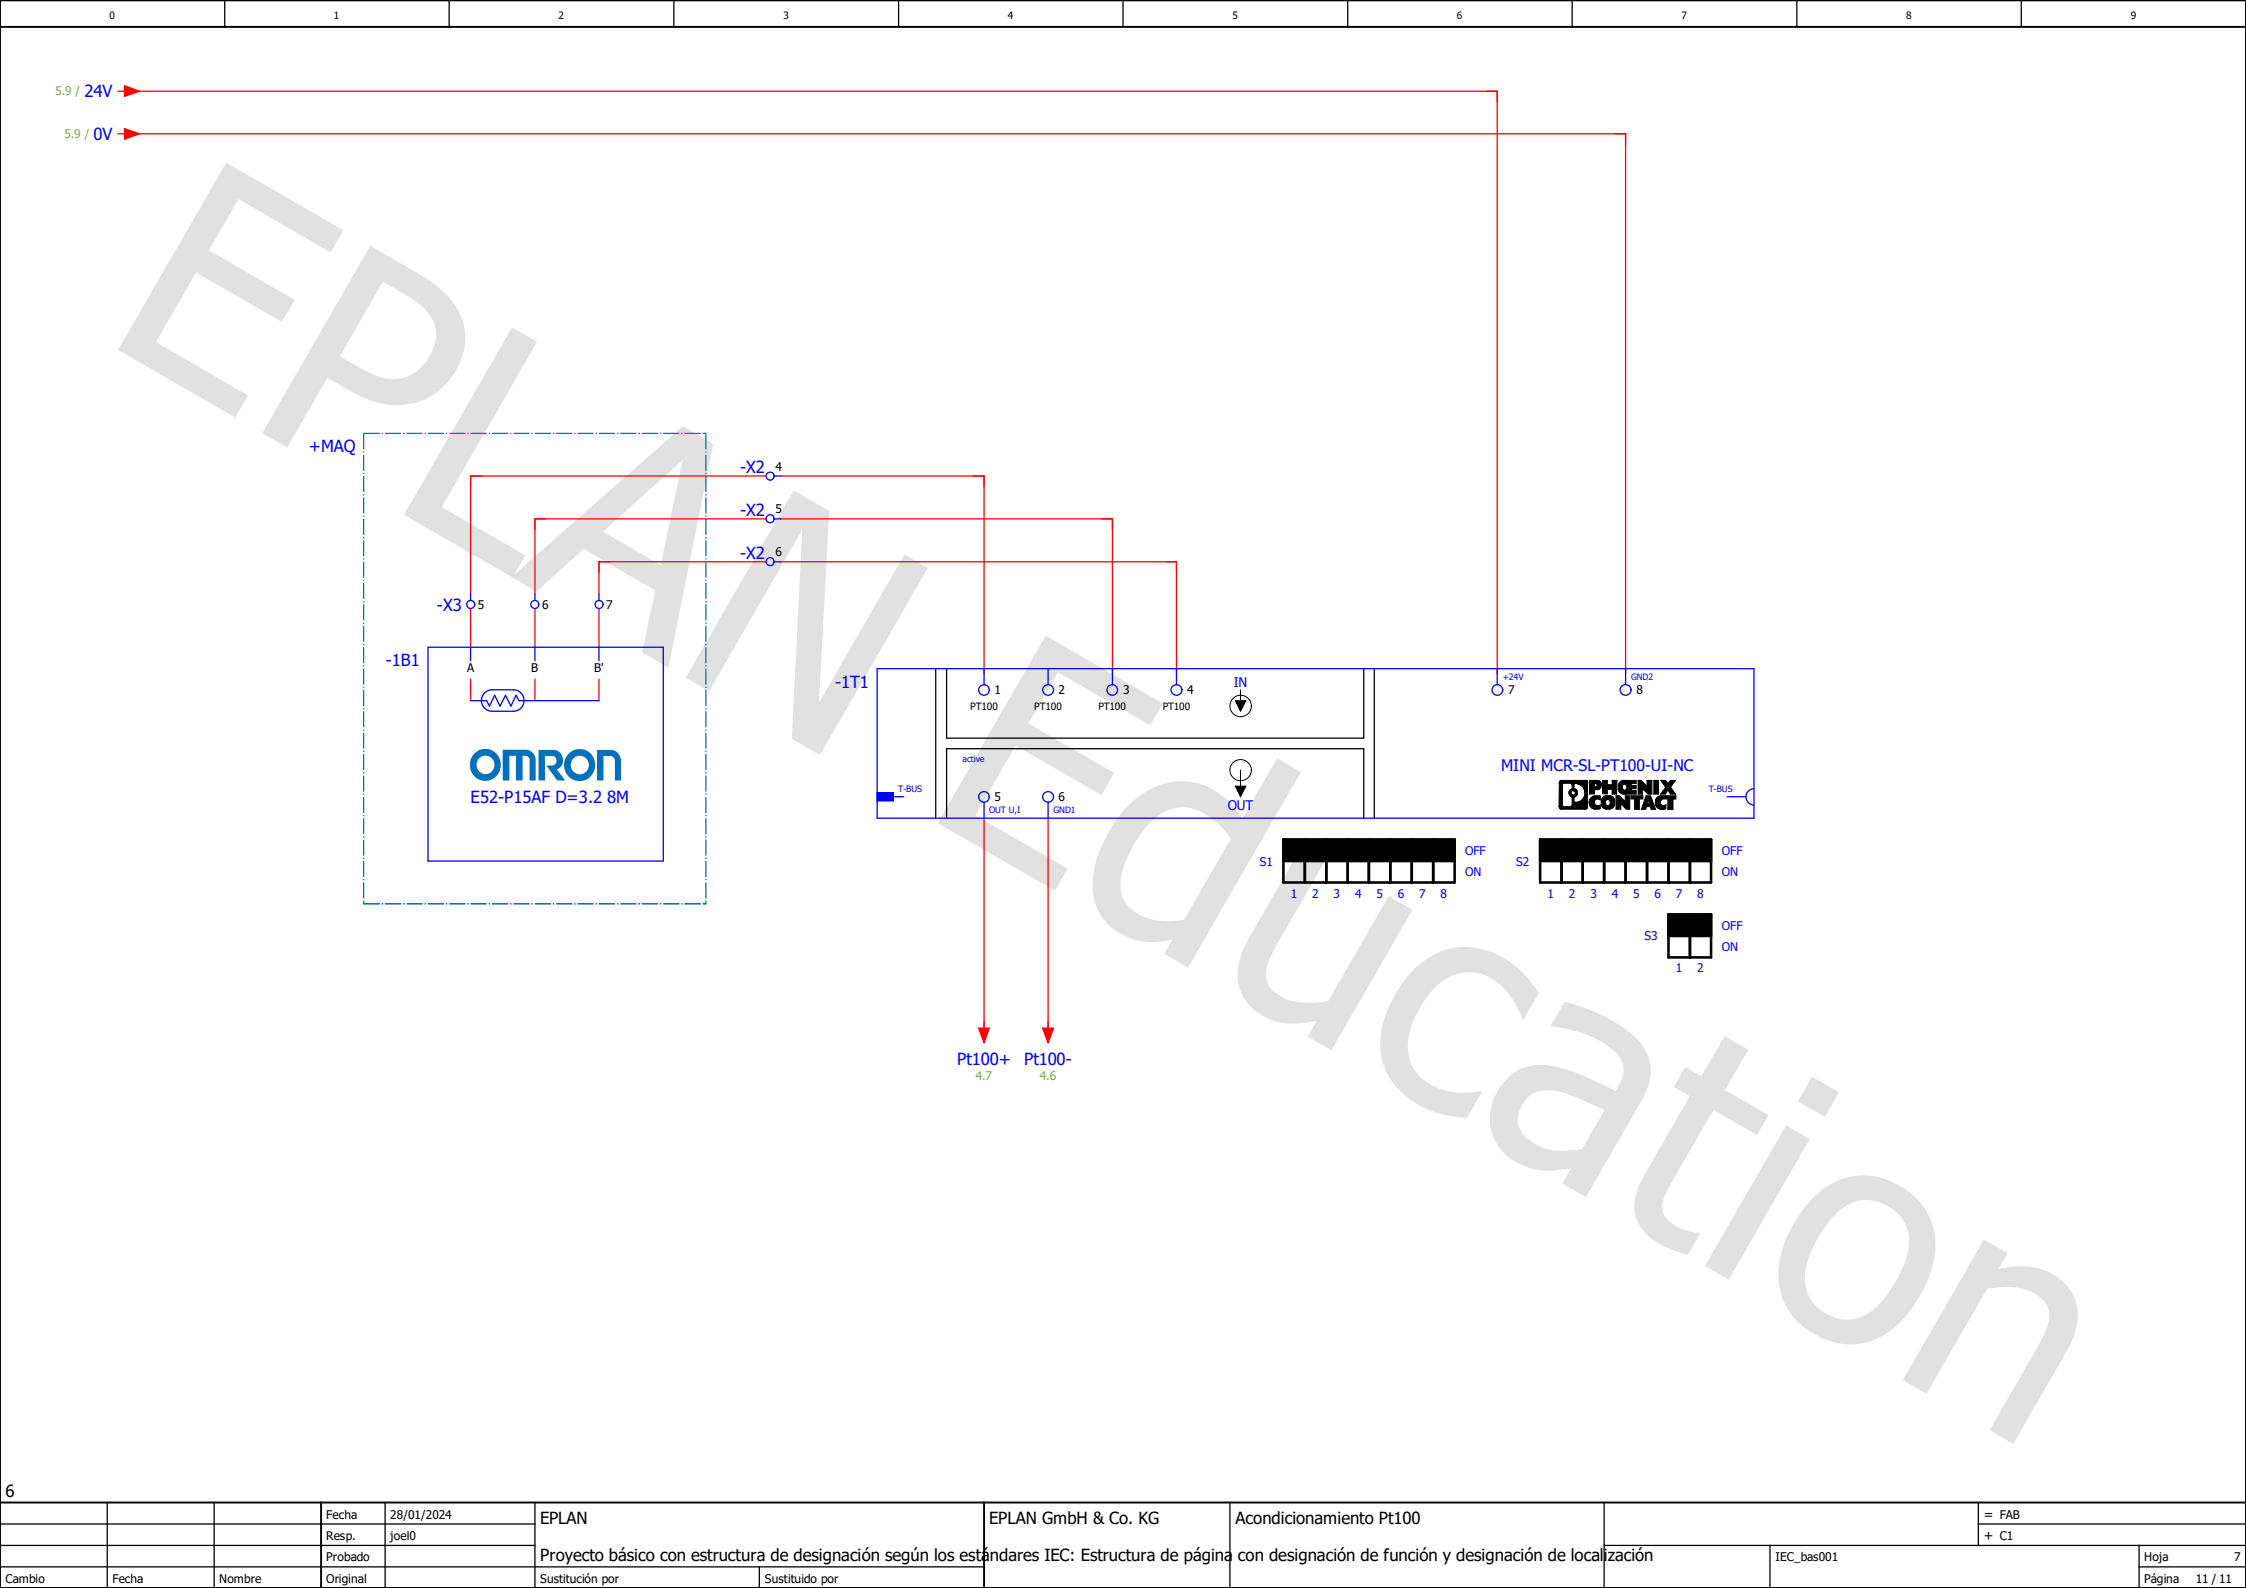 0 1 2 3 4 5 6 7 8 9
5.9 / 24V
5.9 / 0V
EPLAN Education
+MAQ
-X2 4
-X2 5
-X2 6
-X3 5 6 7
-1B1
A B B'
OMRON
E52-P15AF D=3.2 8M
-1T1
1 2 3 4
PT100 PT100 PT100 PT100
IN
+24V
7
GND2
8
active
T-BUS
5
OUT U,I
6
GND1
OUT
MINI MCR-SL-PT100-UI-NC
PHŒNIX
CONTACT
T-BUS
S1
OFF
ON
1 2 3 4 5 6 7 8
S2
OFF
ON
1 2 3 4 5 6 7 8
S3
OFF
ON
1 2
Pt100+ Pt100-
4.7 4.6
6
Fecha 28/01/2024
Resp. joel0
Probado
Cambio Fecha Nombre Original
EPLAN
Proyecto básico con estructura de designación según los estándares IEC: Estructura de página con designación de función y designación de localización
Sustitución por Sustituido por
EPLAN GmbH & Co. KG
Acondicionamiento Pt100
IEC_bas001
= FAB
+ C1
Hoja 7
Página 11 / 11